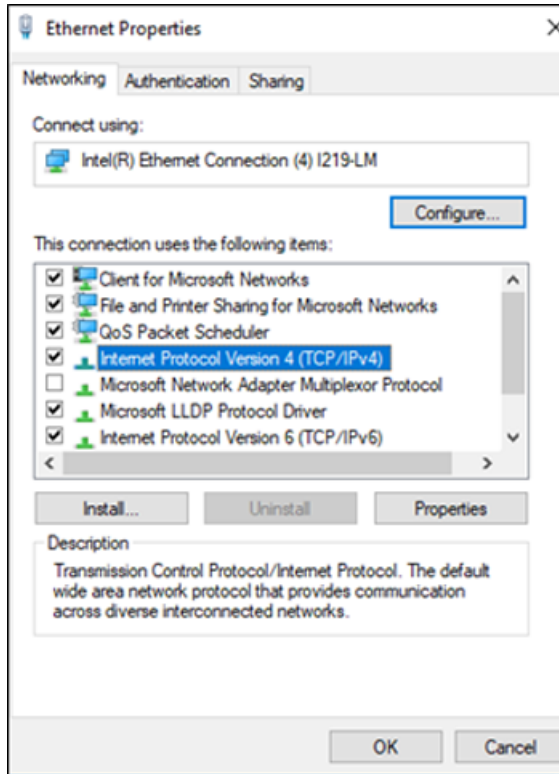 Ethernet Properties
Networking Authentication Sharing
Connect using:
Intel(R) Ethernet Connection (4) I219-LM
Configure...
This connection uses the following items:
Client for Microsoft Networks
File and Printer Sharing for Microsoft Networks
QoS Packet Scheduler
Internet Protocol Version 4 (TCP/IPv4)
Microsoft Network Adapter Multiplexor Protocol
Microsoft LLDP Protocol Driver
Internet Protocol Version 6 (TCP/IPv6)
Install... Uninstall Properties
Description
Transmission Control Protocol/Internet Protocol. The default
wide area network protocol that provides communication
across diverse interconnected networks.
OK Cancel